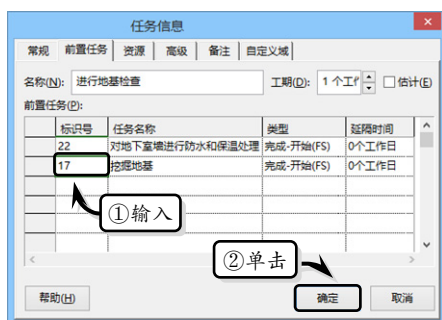 任务信息
常规 前置任务 资源 高级 备注 自定义域
名称(N): 进行地基检查 工期(D): 1 个工作 估计(E)
前置任务(P):
标识号 任务名称 类型 延隔时间
22 对地下室墙进行防水和保温处理 完成-开始(FS) 0个工作日
17 挖掘地基 完成-开始(FS) 0个工作日
①输入
②单击
帮助(H) 确定 取消